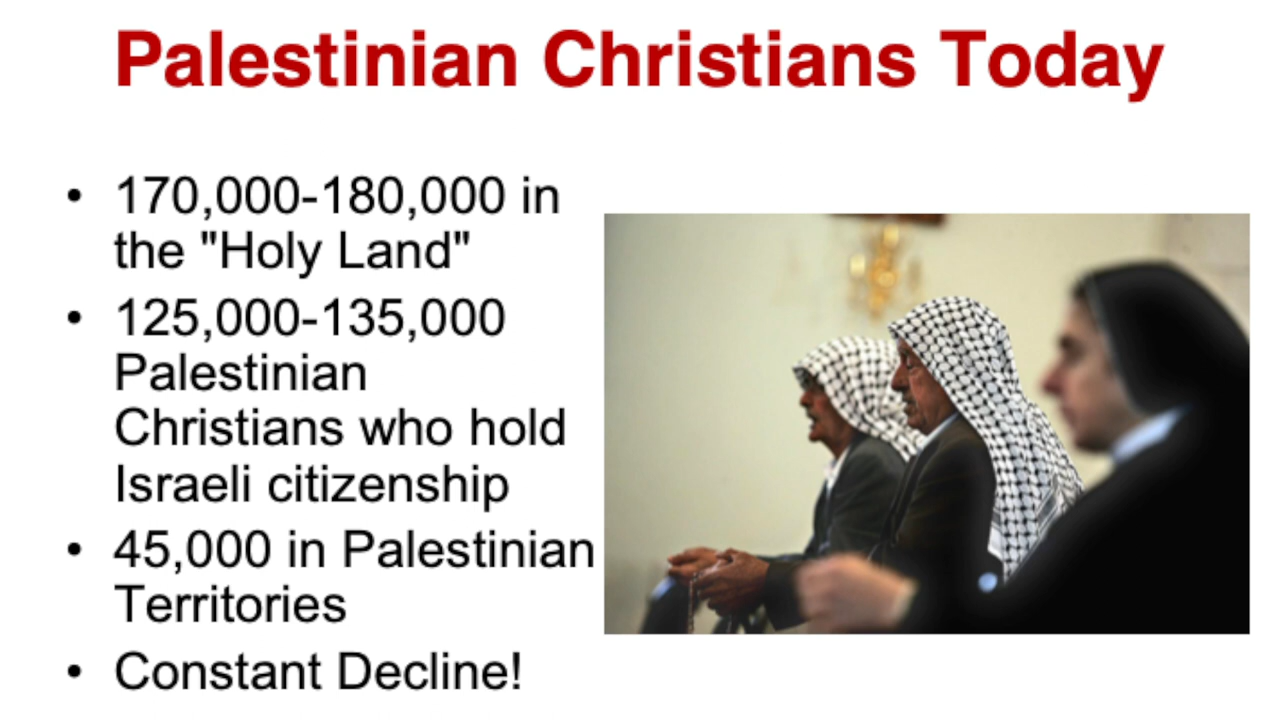 Palestinian Christians Today
• 170,000-180,000 in
the "Holy Land"
• 125,000-135,000
Palestinian
Christians who hold
Israeli citizenship
• 45,000 in Palestinian
Territories
• Constant Decline!